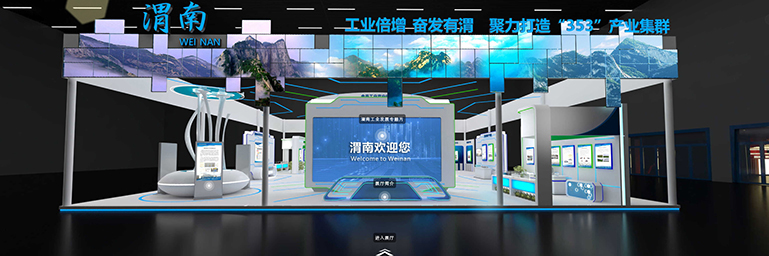 渭南
WEI NAN
工业倍增 奋发有渭 聚力打造“353”产业集群
渭南工业发展专题片
渭南欢迎您
Welcome to Weinan
展厅简介
进入展厅